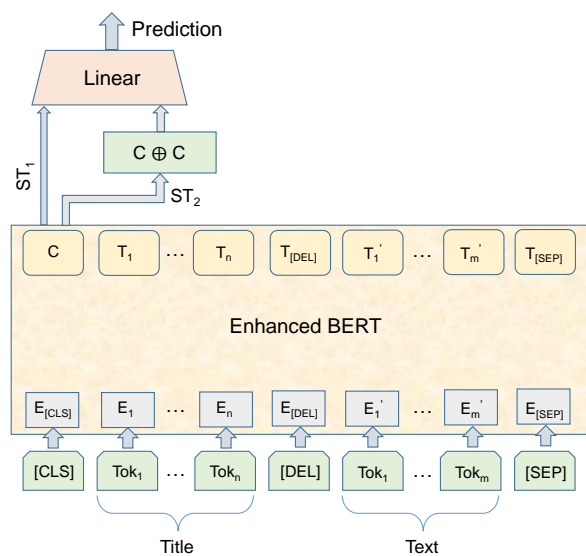 Prediction
Linear
C ⊕ C
ST₁
ST₂
C T₁ … Tₙ T[DEL] T₁' … Tₘ' T[SEP]
Enhanced BERT
E[CLS] E₁ … Eₙ E[DEL] E₁' … Eₘ' E[SEP]
[CLS] Tok₁ … Tokₙ [DEL] Tok₁ … Tokₘ [SEP]
Title Text